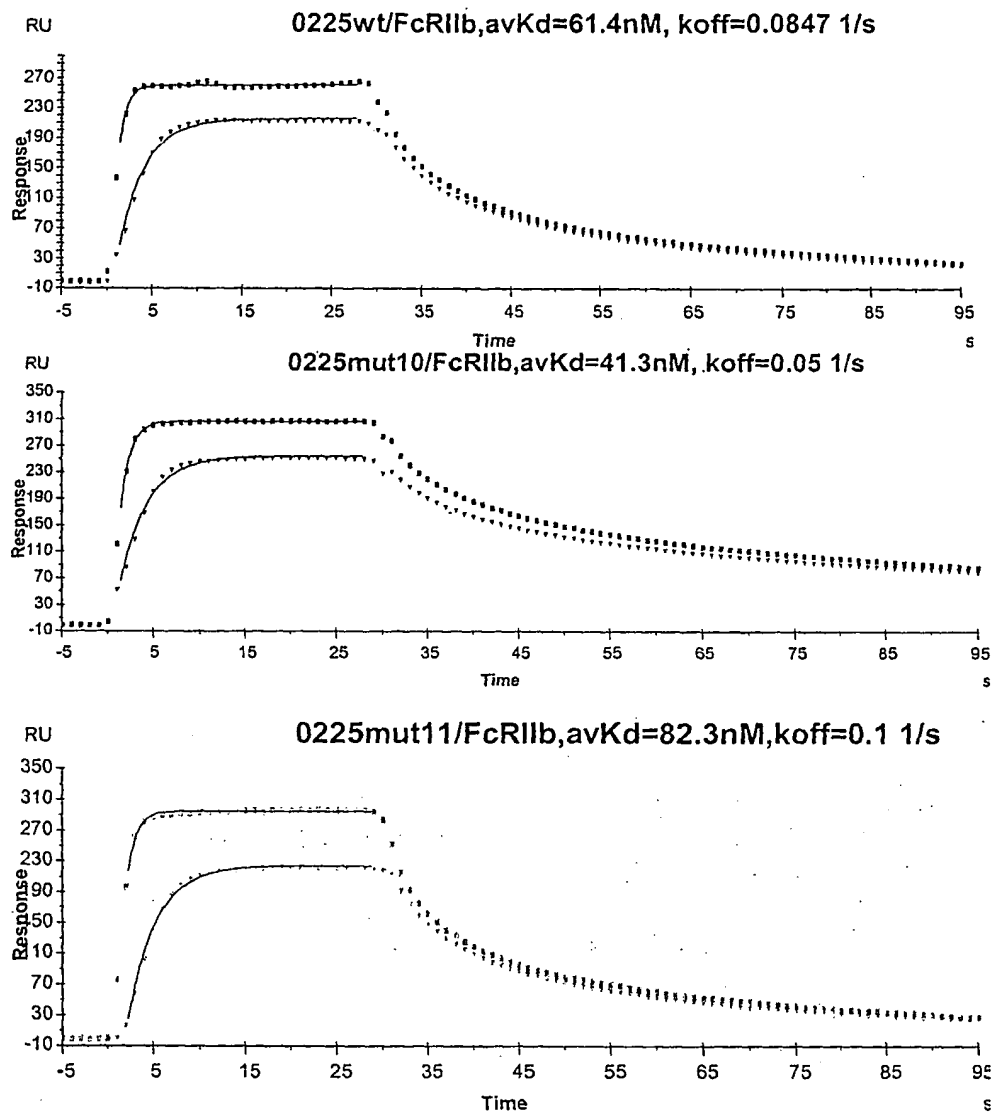 RU
0225wt/FcRIIb,avKd=61.4nM, koff=0.0847 1/s
270
230
190
150
110
70
30
-10
Response
-5 5 15 25 35 45 55 65 75 85 95
Time s
RU
0225mut10/FcRIIb,avKd=41.3nM, koff=0.05 1/s
350
310
270
230
190
150
110
70
30
-10
Response
-5 5 15 25 35 45 55 65 75 85 95
Time s
RU
0225mut11/FcRIIb,avKd=82.3nM,koff=0.1 1/s
350
310
270
230
190
150
110
70
30
-10
Response
-5 5 15 25 35 45 55 65 75 85 95
Time s